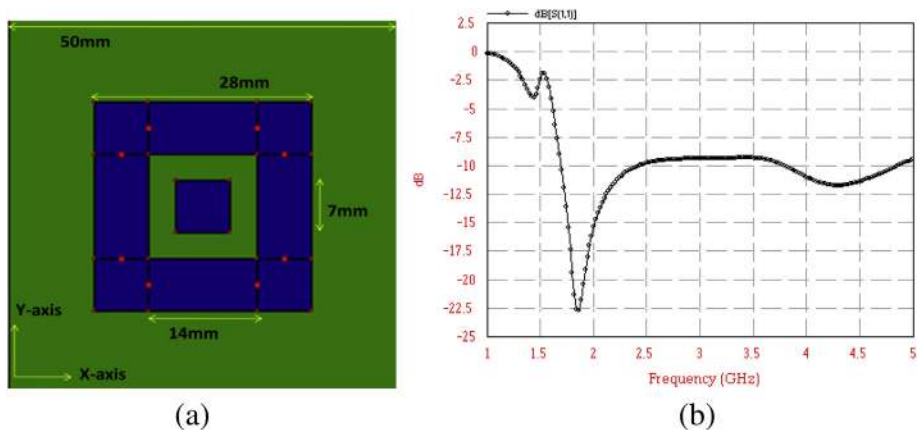 50mm
28mm
7mm
14mm
Y-axis
X-axis
(a)
dB[S(1,1)]
2.5
0
-2.5
-5
-7.5
-10
-12.5
-15
-17.5
-20
-22.5
-25
dB
1
1.5
2
2.5
3
3.5
4
4.5
5
Frequency (GHz)
(b)